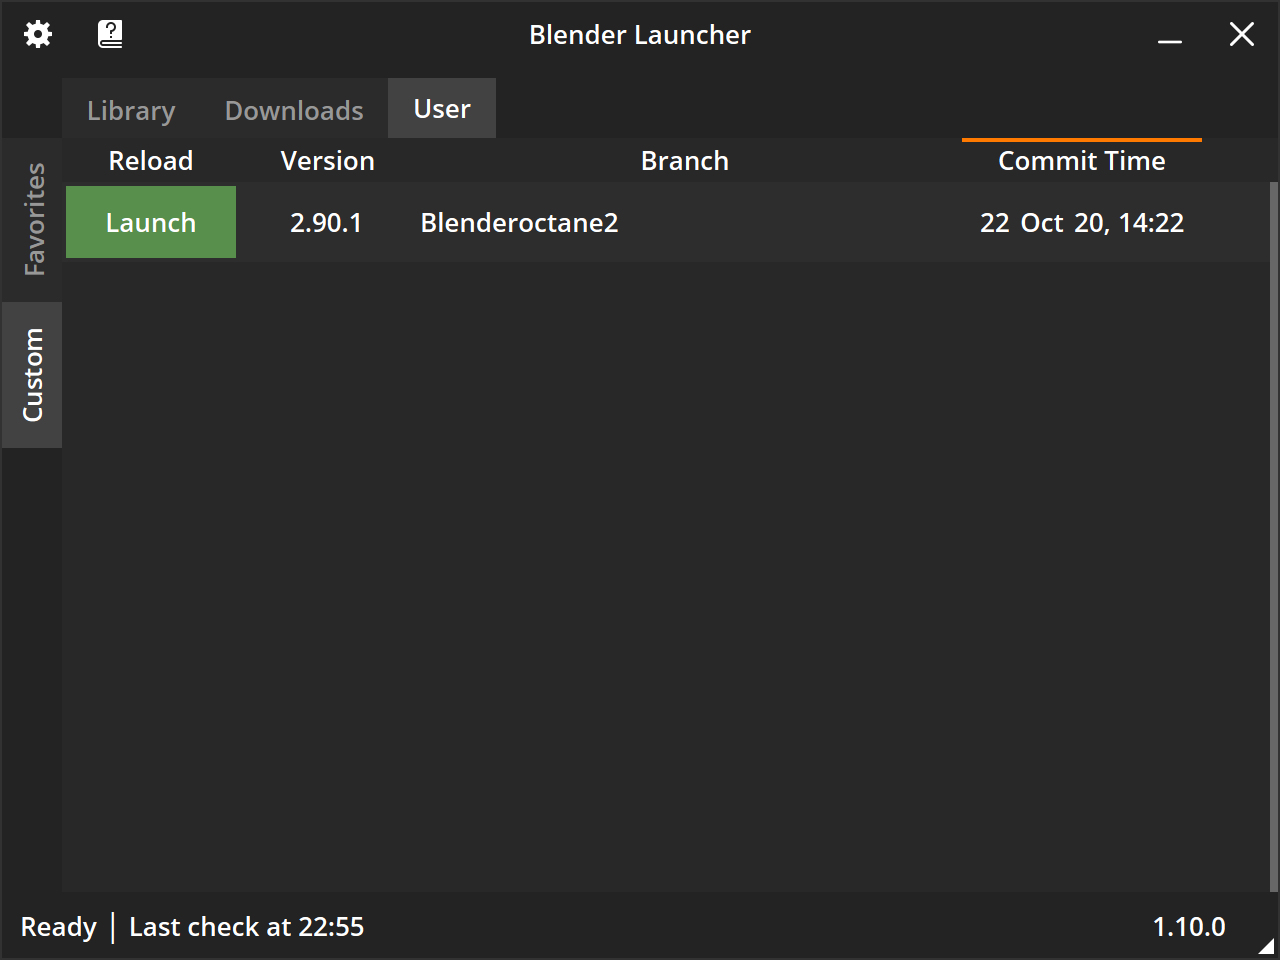 Blender Launcher
Library Downloads User
Favorites
Custom
Reload Version Branch Commit Time
Launch 2.90.1 Blenderoctane2 22 Oct 20, 14:22
Ready | Last check at 22:55 1.10.0